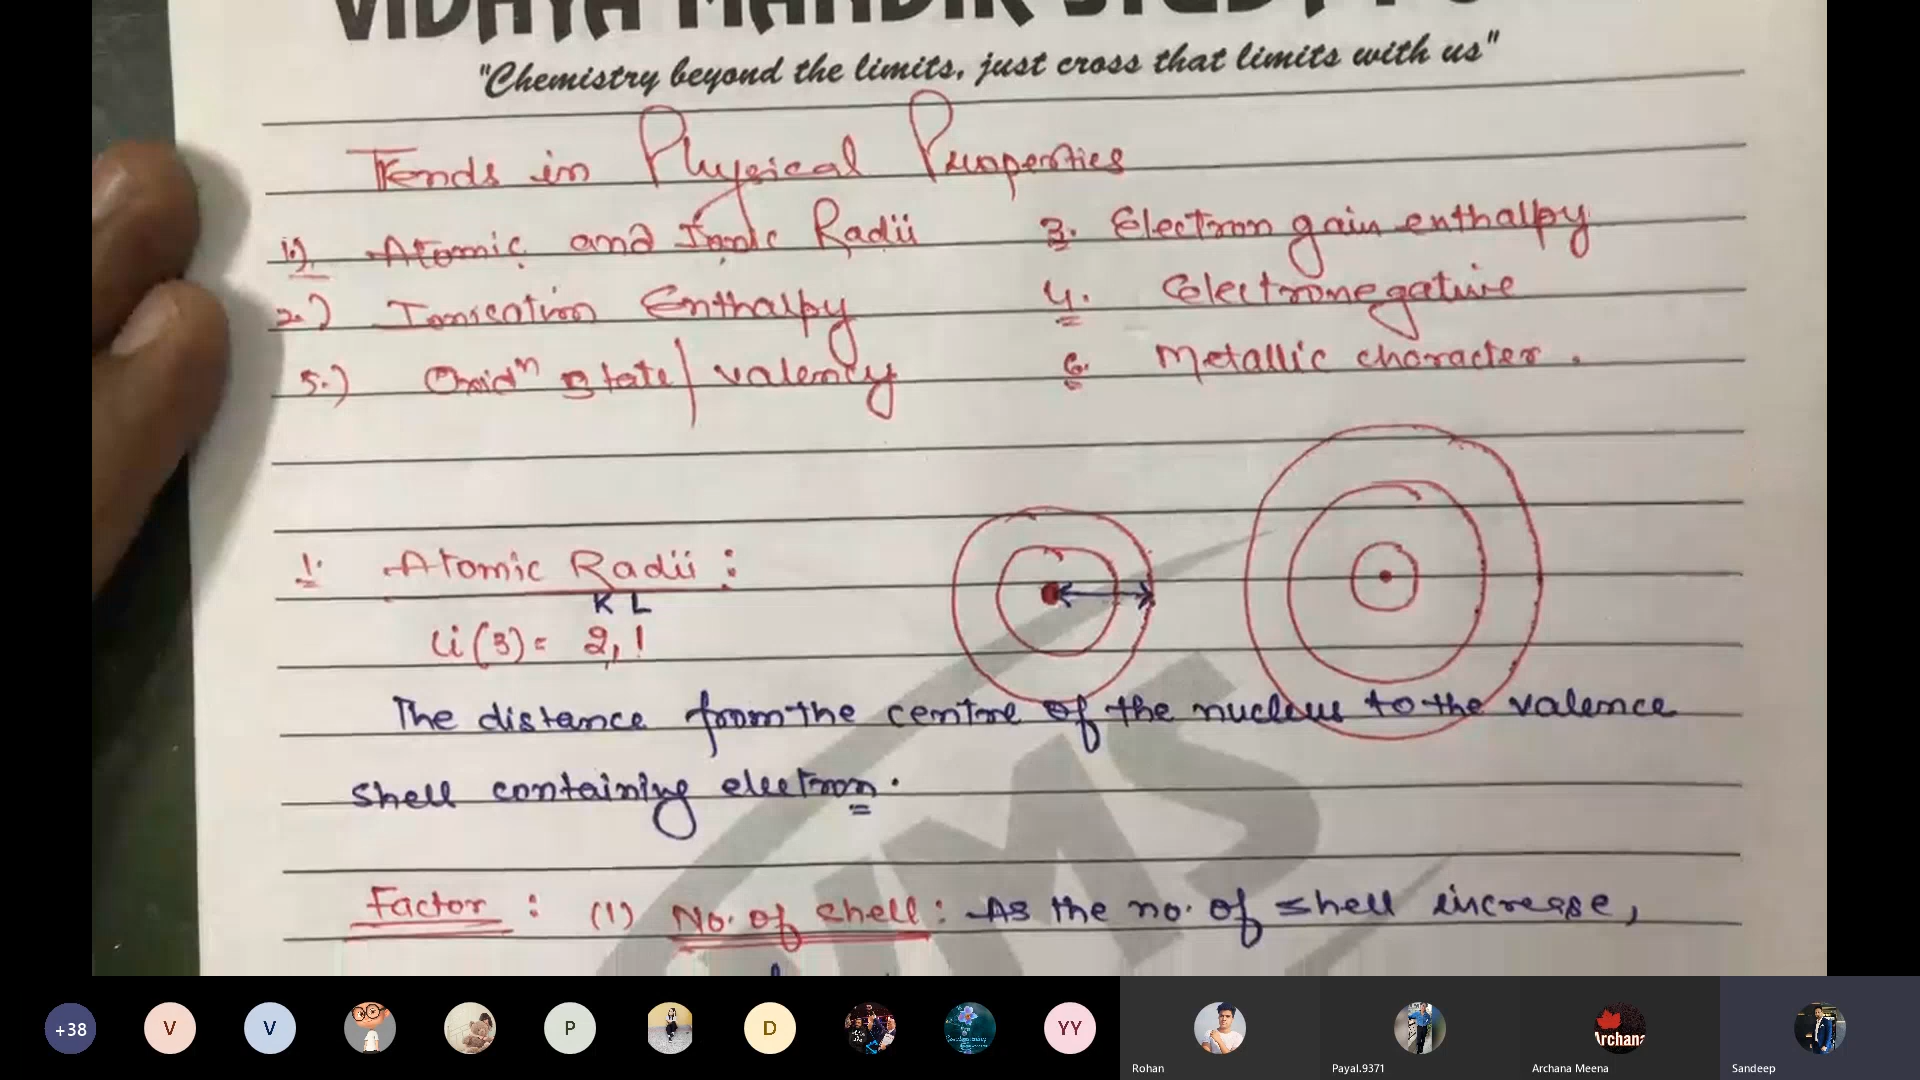 "Chemistry beyond the limits, just cross that limits with us"
Trends in Physical Properties
1.) Atomic and Ionic Radii 3. Electron gain enthalpy
2.) Ionisation Enthalpy 4. Electronegative
5.) Oxidn state/valency 6. Metallic character.
1. Atomic Radii:
K L
Li(3) = 2, 1
The distance from the centre of the nucleus to the valence
shell containing electron.
Factor: (1) No. of shell: As the no. of shell increase,
VMS
+38 V V P D YY
Archana
Rohan Payal.9371 Archana Meena Sandeep